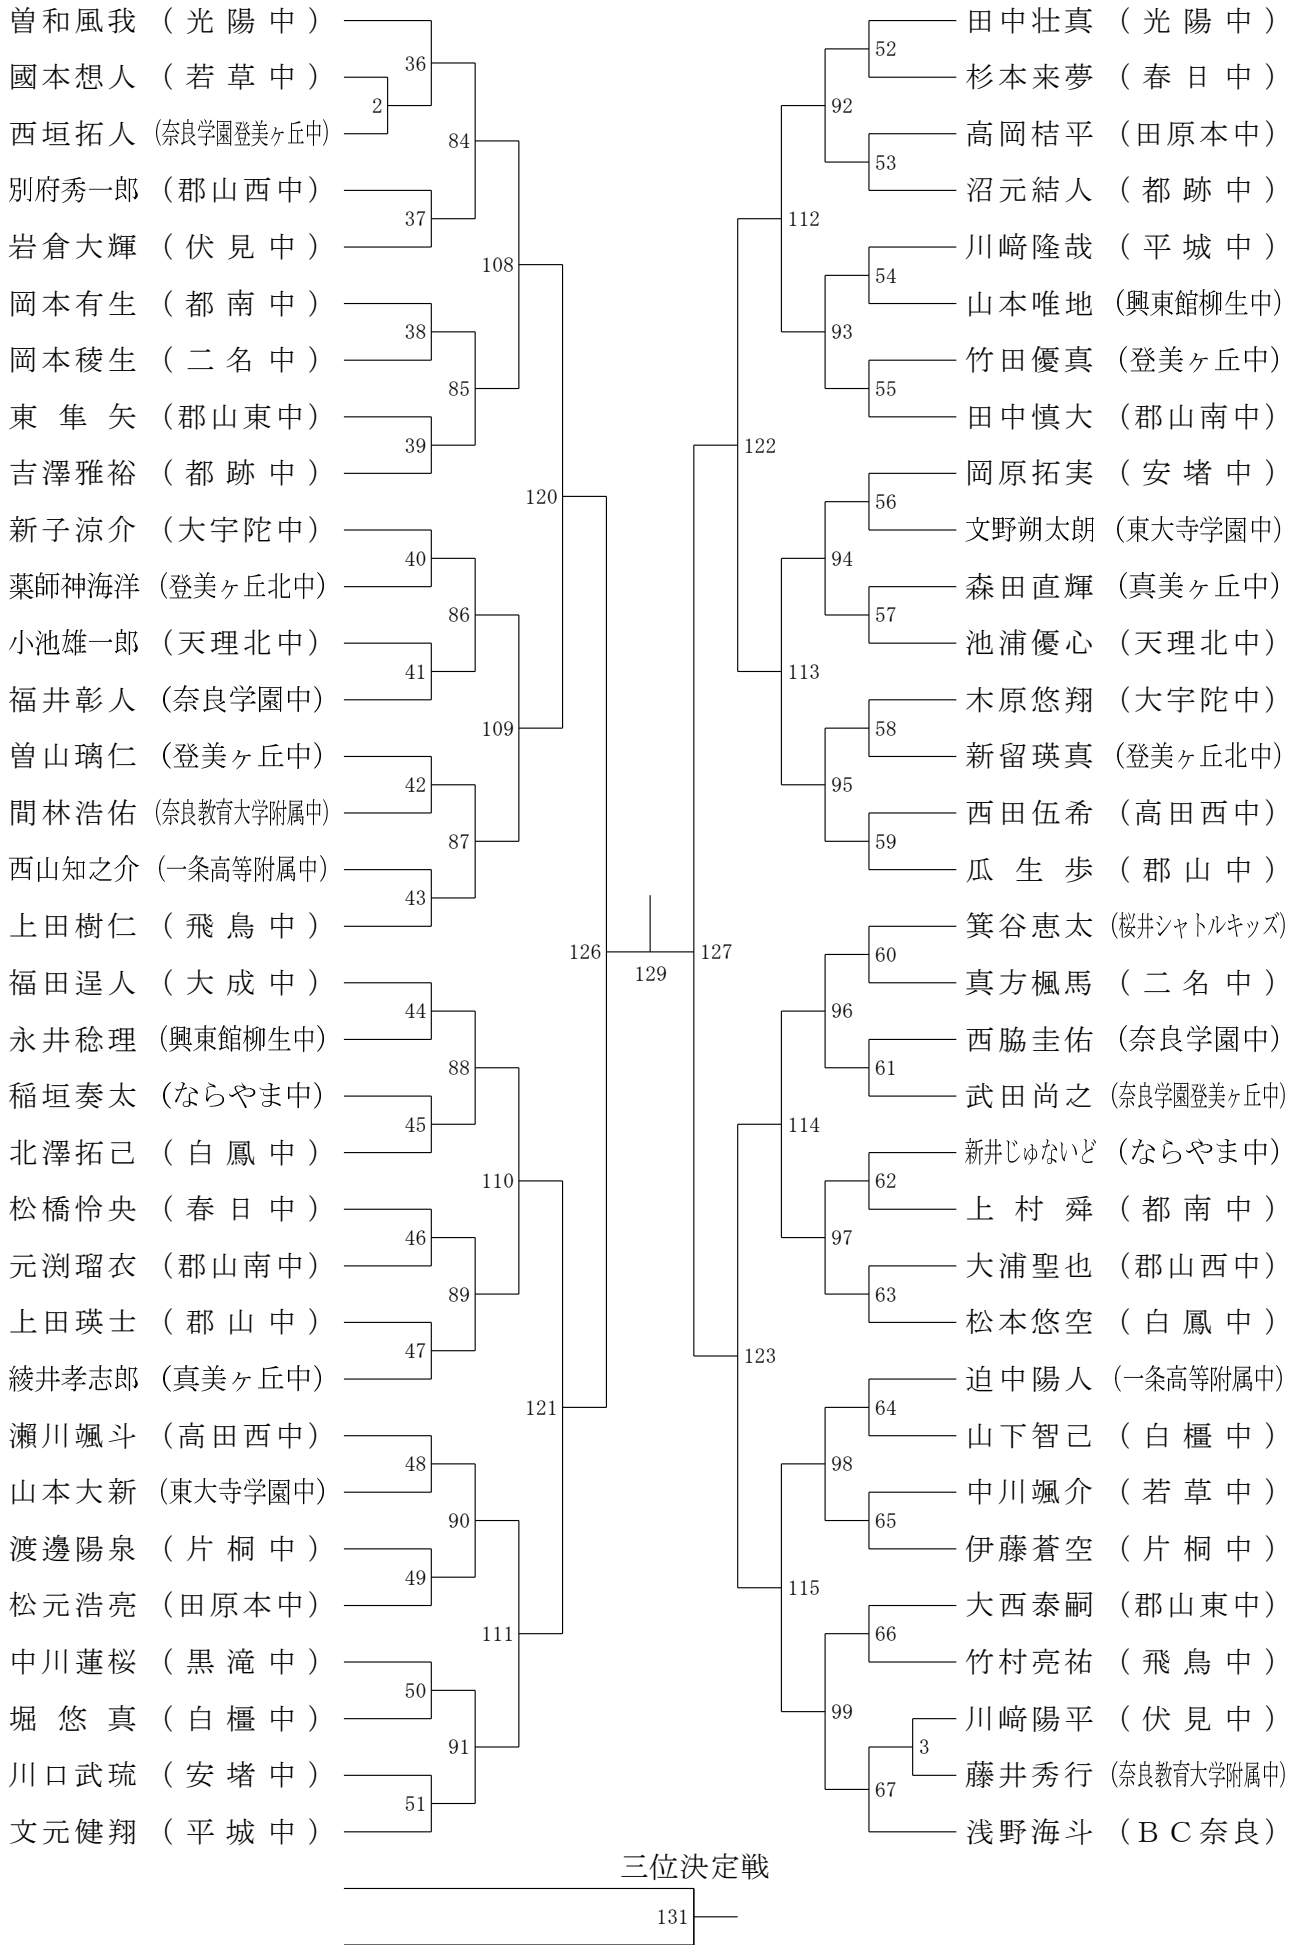 曽和風我 （光陽中）
國本想人 （若草中）
西垣拓人 （奈良学園登美ヶ丘中）
別府秀一郎 （郡山西中）
岩倉大輝 （伏見中）
岡本有生 （都南中）
岡本稜生 （二名中）
東隼矢 （郡山東中）
吉澤雅裕 （都跡中）
新子涼介 （大宇陀中）
薬師神海洋 （登美ヶ丘北中）
小池雄一郎 （天理北中）
福井彰人 （奈良学園中）
曽山璃仁 （登美ヶ丘中）
間林浩佑 （奈良教育大学附属中）
西山知之介 （一条高等附属中）
上田樹仁 （飛鳥中）
福田逞人 （大成中）
永井稔理 （興東館柳生中）
稲垣奏太 （ならやま中）
北澤拓己 （白鳳中）
松橋怜央 （春日中）
元渕瑠衣 （郡山南中）
上田瑛士 （郡山中）
綾井孝志郎 （真美ヶ丘中）
瀬川颯斗 （高田西中）
山本大新 （東大寺学園中）
渡邊陽泉 （片桐中）
松元浩亮 （田原本中）
中川蓮桜 （黒滝中）
堀悠真 （白橿中）
川口武琉 （安堵中）
文元健翔 （平城中）
2
36
37
38
39
40
41
42
43
44
45
46
47
48
49
50
51
84
85
86
87
88
89
90
91
108
109
110
111
120
121
126
129
127
122
123
112
113
114
115
92
93
94
95
96
97
98
99
52
53
54
55
56
57
58
59
60
61
62
63
64
65
66
67
3
田中壮真 （光陽中）
杉本来夢 （春日中）
高岡桔平 （田原本中）
沼元結人 （都跡中）
川﨑隆哉 （平城中）
山本唯地 （興東館柳生中）
竹田優真 （登美ヶ丘中）
田中慎大 （郡山南中）
岡原拓実 （安堵中）
文野朔太朗 （東大寺学園中）
森田直輝 （真美ヶ丘中）
池浦優心 （天理北中）
木原悠翔 （大宇陀中）
新留瑛真 （登美ヶ丘北中）
西田伍希 （高田西中）
瓜生歩 （郡山中）
箕谷恵太 （桜井シャトルキッズ）
真方楓馬 （二名中）
西脇圭佑 （奈良学園中）
武田尚之 （奈良学園登美ヶ丘中）
新井じゅないど （ならやま中）
上村舜 （都南中）
大浦聖也 （郡山西中）
松本悠空 （白鳳中）
迫中陽人 （一条高等附属中）
山下智己 （白橿中）
中川颯介 （若草中）
伊藤蒼空 （片桐中）
大西泰嗣 （郡山東中）
竹村亮祐 （飛鳥中）
川﨑陽平 （伏見中）
藤井秀行 （奈良教育大学附属中）
浅野海斗 （ＢＣ奈良）
三位決定戦
131